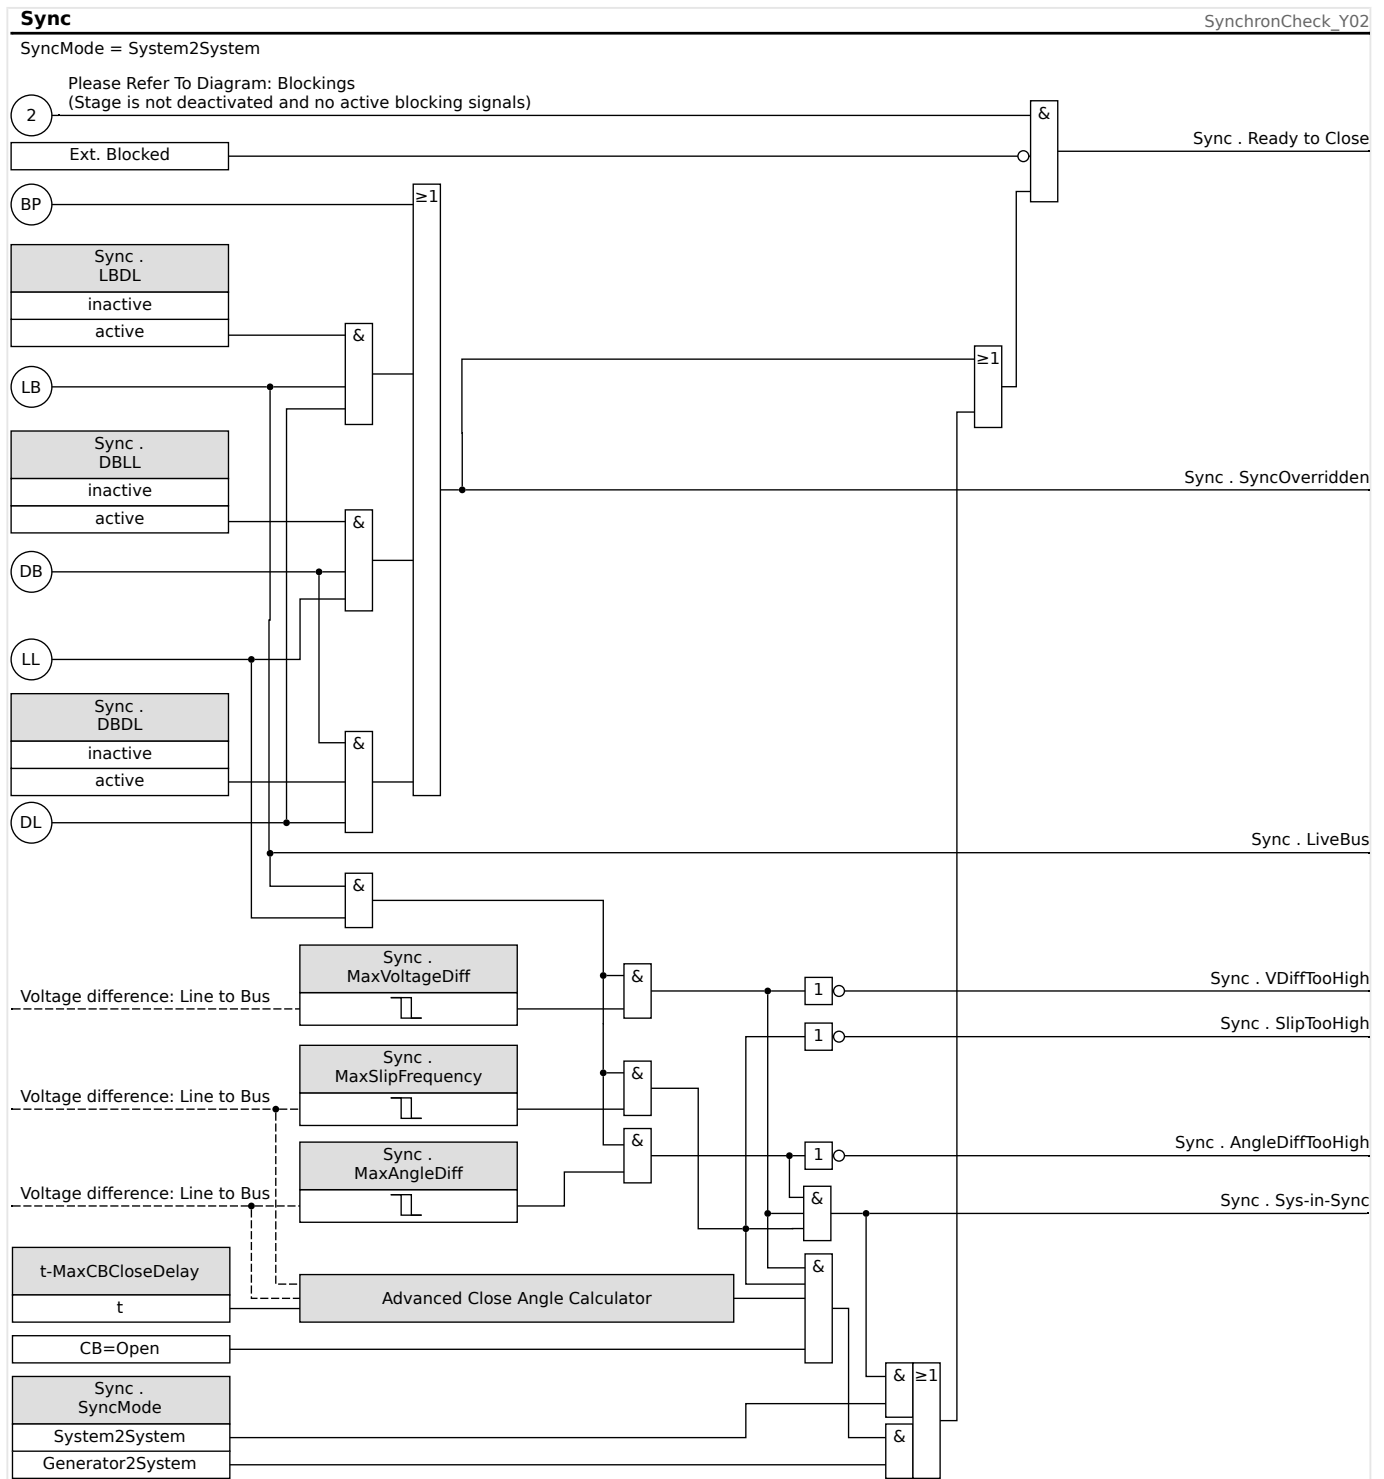 Sync
SynchronCheck_Y02
SyncMode = System2System
Please Refer To Diagram: Blockings
(Stage is not deactivated and no active blocking signals)
2
&
Sync . Ready to Close
Ext. Blocked
BP
≥1
Sync .
LBDL
inactive
active
&
≥1
LB
Sync .
DBLL
inactive
active
&
Sync . SyncOverridden
DB
LL
Sync .
DBDL
inactive
active
&
DL
Sync . LiveBus
&
Sync .
MaxVoltageDiff
&
Voltage difference: Line to Bus
1
Sync . VDiffTooHigh
1
Sync . SlipTooHigh
Sync .
MaxSlipFrequency
&
Voltage difference: Line to Bus
&
1
Sync . AngleDiffTooHigh
Sync .
MaxAngleDiff
Voltage difference: Line to Bus
&
Sync . Sys-in-Sync
t-MaxCBCloseDelay
t
&
Advanced Close Angle Calculator
CB=Open
Sync .
SyncMode
System2System
Generator2System
&
≥1
&